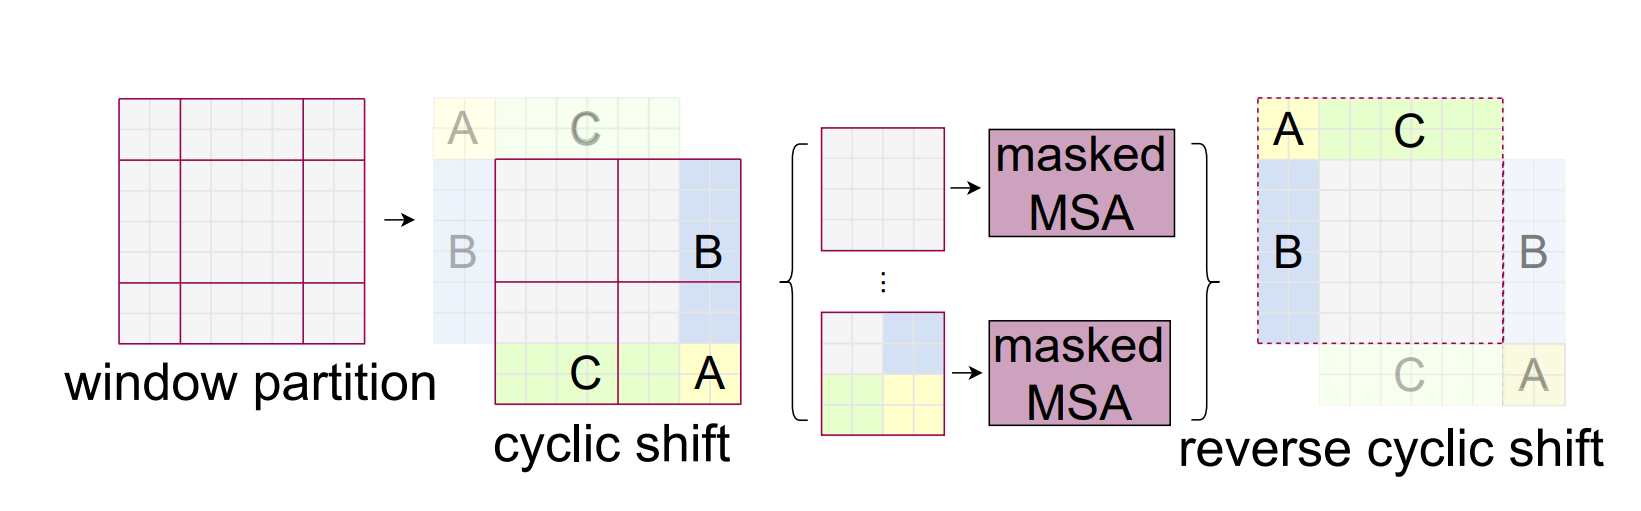 A C
B
B
C A
window partition
cyclic shift
...
masked
MSA
masked
MSA
A C
B B
C A
reverse cyclic shift